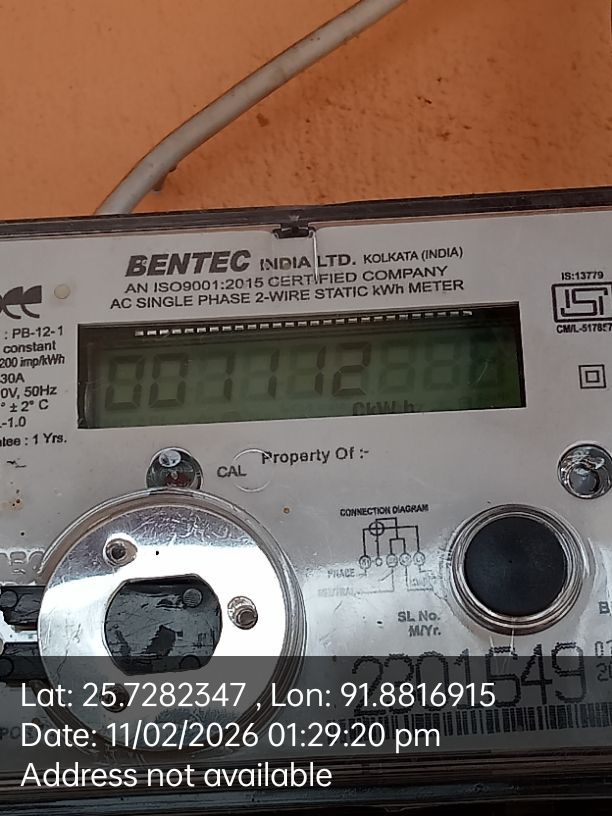 BENTEC INDIA LTD. KOLKATA (INDIA)
AN ISO9001:2015 CERTIFIED COMPANY
AC SINGLE PHASE 2-WIRE STATIC kWh METER
IS:13779
: PB-12-1
constant
200 imp/kWh
30A
0V, 50Hz
° ± 2° C
-1.0
tee : 1 Yrs.
001112
CkWh
CAL
Property Of :-
CONNECTION DIAGRAM
PHASE
NEUTRAL
SL No.
M/Yr.
2201549
Lat: 25.7282347 , Lon: 91.8816915
Date: 11/02/2026 01:29:20 pm
Address not available